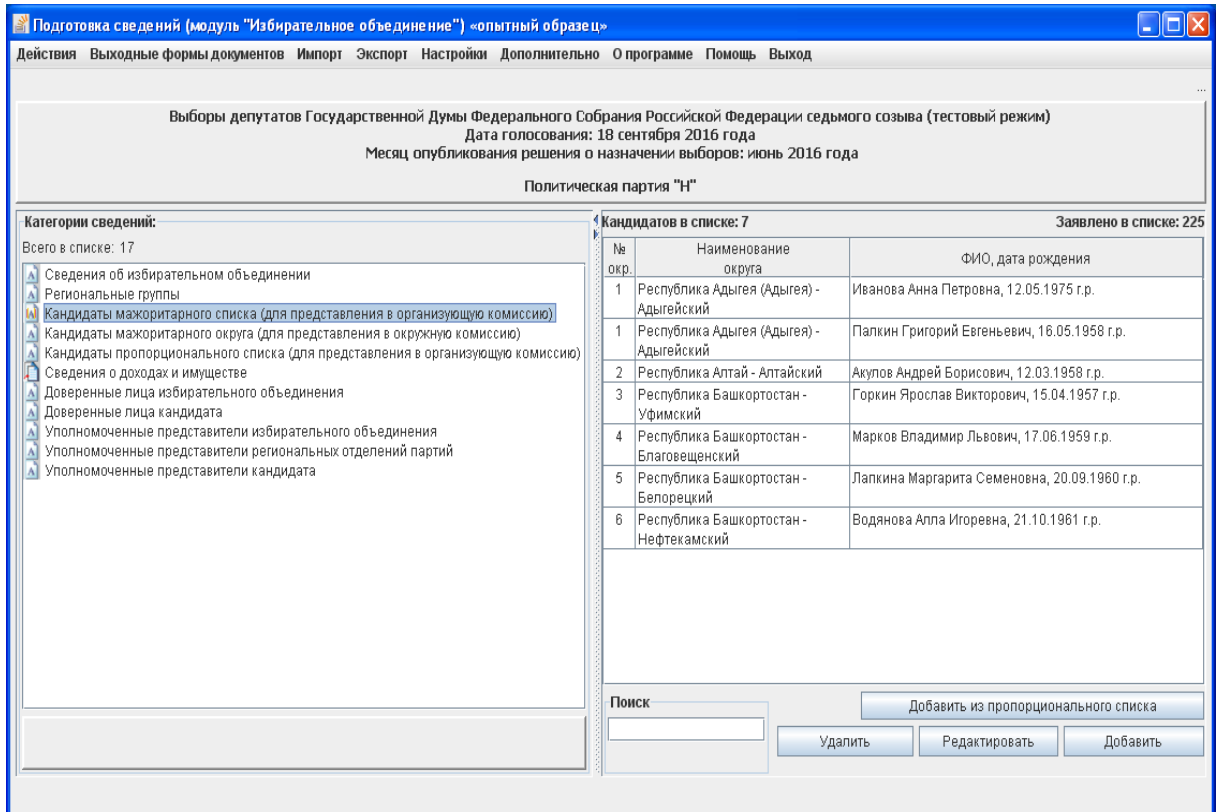 Подготовка сведений (модуль "Избирательное объединение") «опытный образец»
Действия Выходные формы документов Импорт Экспорт Настройки Дополнительно О программе Помощь Выход
...
Выборы депутатов Государственной Думы Федерального Собрания Российской Федерации седьмого созыва (тестовый режим)
Дата голосования: 18 сентября 2016 года
Месяц опубликования решения о назначении выборов: июнь 2016 года
Политическая партия "Н"
Категории сведений:
Всего в списке: 17
Сведения об избирательном объединении
Региональные группы
Кандидаты мажоритарного списка (для представления в организующую комиссию)
Кандидаты мажоритарного округа (для представления в окружную комиссию)
Кандидаты пропорционального списка (для представления в организующую комиссию)
Сведения о доходах и имуществе
Доверенные лица избирательного объединения
Доверенные лица кандидата
Уполномоченные представители избирательного объединения
Уполномоченные представители региональных отделений партий
Уполномоченные представители кандидата
Кандидатов в списке: 7 Заявлено в списке: 225
№ окр. Наименование округа ФИО, дата рождения
1 Республика Адыгея (Адыгея) - Иванова Анна Петровна, 12.05.1975 г.р.
Адыгейский
1 Республика Адыгея (Адыгея) - Палкин Григорий Евгеньевич, 16.05.1958 г.р.
Адыгейский
2 Республика Алтай - Алтайский Акулов Андрей Борисович, 12.03.1958 г.р.
3 Республика Башкортостан - Горкин Ярослав Викторович, 15.04.1957 г.р.
Уфимский
4 Республика Башкортостан - Марков Владимир Львович, 17.06.1959 г.р.
Благовещенский
5 Республика Башкортостан - Лапкина Маргарита Семеновна, 20.09.1960 г.р.
Белорецкий
6 Республика Башкортостан - Водянова Алла Игоревна, 21.10.1961 г.р.
Нефтекамский
Поиск
Добавить из пропорционального списка
Удалить Редактировать Добавить